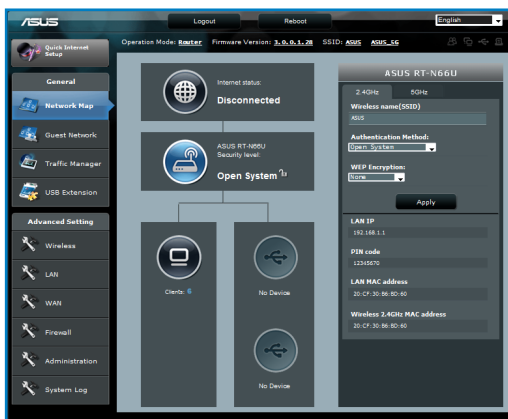 ASUS
Logout
Reboot
English
Quick Internet Setup
Operation Mode: Router Firmware Version: 3.0.0.1.28 SSID: ASUS ASUS_5G
General
Network Map
Guest Network
Traffic Manager
USB Extension
Advanced Setting
Wireless
LAN
WAN
Firewall
Administration
System Log
Internet status:
Disconnected
ASUS RT-N66U
Security level:
Open System
Clients: 6
No Device
No Device
ASUS RT-N66U
2.4GHz 5GHz
Wireless name(SSID)
ASUS
Authentication Method:
Open System
WEP Encryption:
None
Apply
LAN IP
192.168.1.1
PIN code
12345670
LAN MAC address
20:CF:30:B6:BD:60
Wireless 2.4GHz MAC address
20:CF:30:B6:BD:60